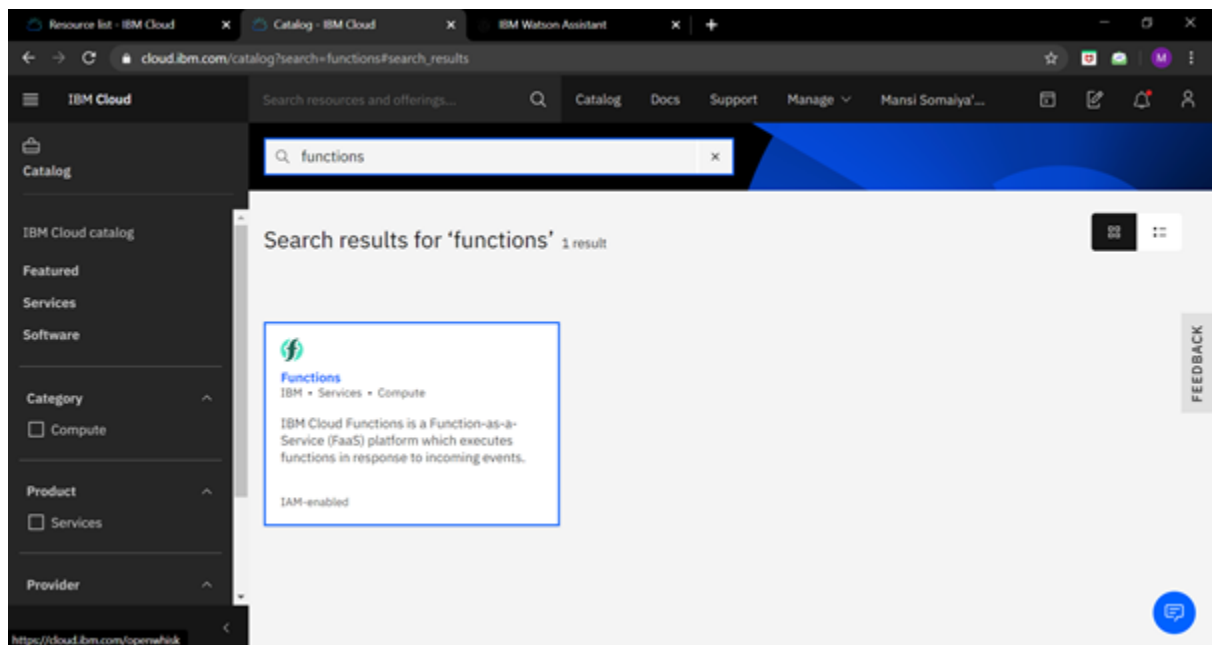 Resource list - IBM Cloud
Catalog - IBM Cloud
IBM Watson Assistant
cloud.ibm.com/catalog?search=functions#search_results
M
IBM Cloud
Search resources and offerings...
Catalog
Docs
Support
Manage
Mansi Somaiya'...
Catalog
functions
IBM Cloud catalog
Featured
Services
Software
Category
Compute
Product
Services
Provider
Search results for ‘functions’ 1 result
Functions
IBM • Services • Compute
IBM Cloud Functions is a Function-as-a-
Service (FaaS) platform which executes
functions in response to incoming events.
IAM-enabled
FEEDBACK
https://cloud.ibm.com/openwhisk